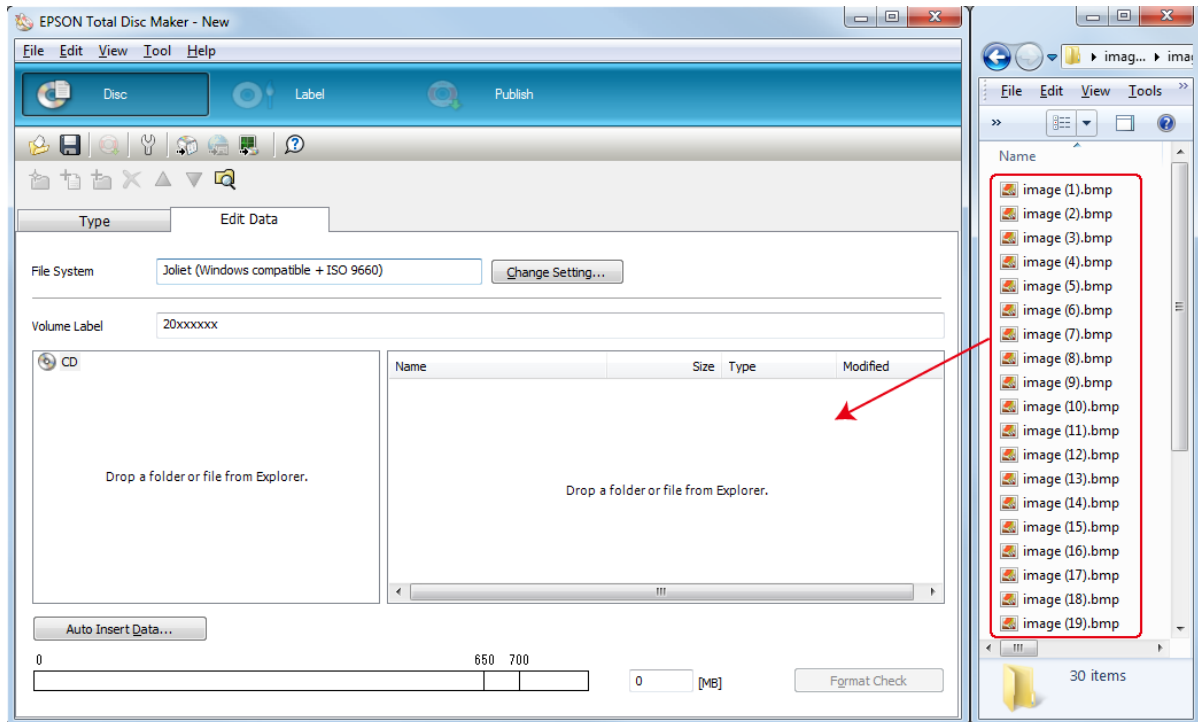 EPSON Total Disc Maker - New
File Edit View Tool Help
Disc Label Publish
Type Edit Data
File System Joliet (Windows compatible + ISO 9660) Change Setting...
Volume Label 20xxxxxx
CD
Name Size Type Modified
Drop a folder or file from Explorer.
Drop a folder or file from Explorer.
Auto Insert Data...
0 650 700
0 [MB] Format Check
imag... ima
File Edit View Tools »
»
Name
image (1).bmp
image (2).bmp
image (3).bmp
image (4).bmp
image (5).bmp
image (6).bmp
image (7).bmp
image (8).bmp
image (9).bmp
image (10).bmp
image (11).bmp
image (12).bmp
image (13).bmp
image (14).bmp
image (15).bmp
image (16).bmp
image (17).bmp
image (18).bmp
image (19).bmp
30 items